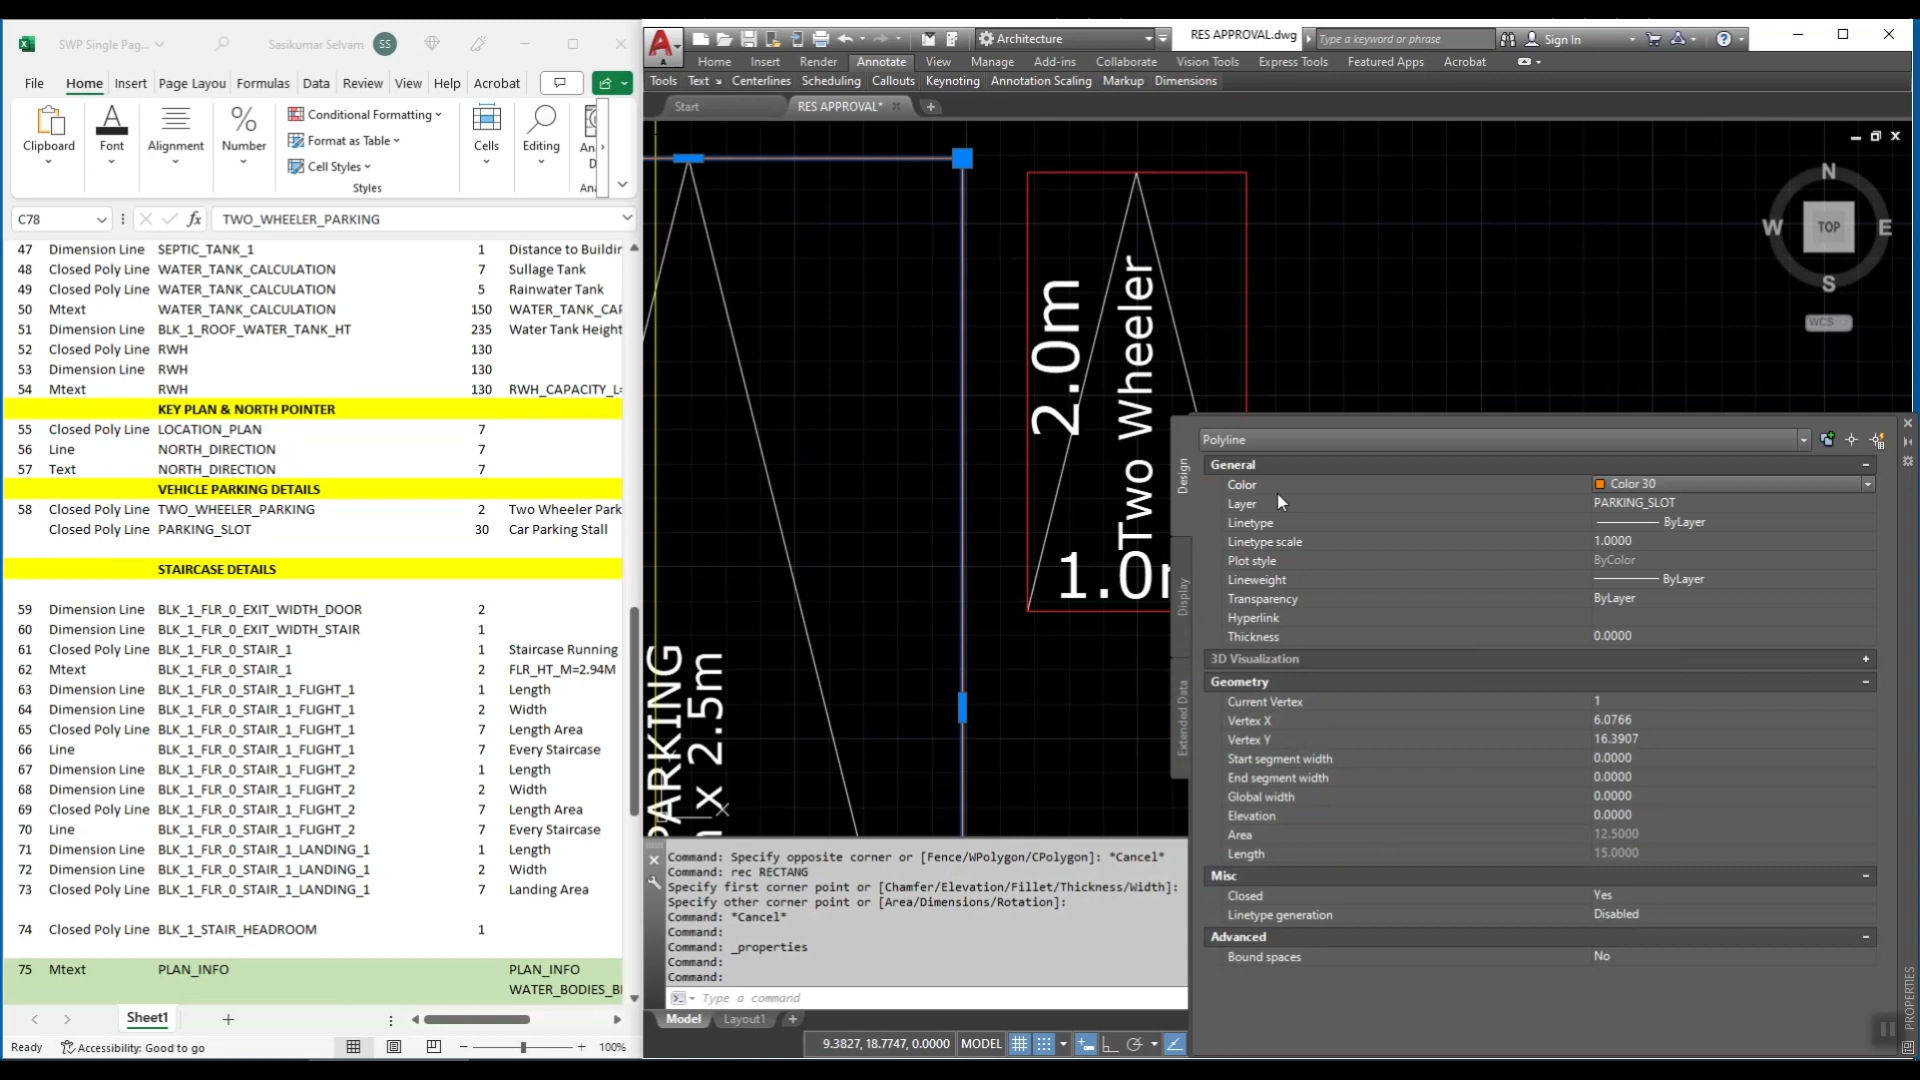 SWP Single Pag...
Sasikumar Selvam SS
File Home Insert Page Layou Formulas Data Review View Help Acrobat
Clipboard
Font
Alignment
Number
Conditional Formatting
Format as Table
Cell Styles
Styles
Cells
Editing
An
D
Ana
C78 fx TWO_WHEELER_PARKING
47 Dimension Line SEPTIC_TANK_1 1 Distance to Buildin
48 Closed Poly Line WATER_TANK_CALCULATION 7 Sullage Tank
49 Closed Poly Line WATER_TANK_CALCULATION 5 Rainwater Tank
50 Mtext WATER_TANK_CALCULATION 150 WATER_TANK_CAP
51 Dimension Line BLK_1_ROOF_WATER_TANK_HT 235 Water Tank Height
52 Closed Poly Line RWH 130
53 Dimension Line RWH 130
54 Mtext RWH 130 RWH_CAPACITY_L=
KEY PLAN & NORTH POINTER
55 Closed Poly Line LOCATION_PLAN 7
56 Line NORTH_DIRECTION 7
57 Text NORTH_DIRECTION 7
VEHICLE PARKING DETAILS
58 Closed Poly Line TWO_WHEELER_PARKING 2 Two Wheeler Park
Closed Poly Line PARKING_SLOT 30 Car Parking Stall
STAIRCASE DETAILS
59 Dimension Line BLK_1_FLR_0_EXIT_WIDTH_DOOR 2
60 Dimension Line BLK_1_FLR_0_EXIT_WIDTH_STAIR 1
61 Closed Poly Line BLK_1_FLR_0_STAIR_1 1 Staircase Running
62 Mtext BLK_1_FLR_0_STAIR_1 2 FLR_HT_M=2.94M
63 Dimension Line BLK_1_FLR_0_STAIR_1_FLIGHT_1 1 Length
64 Dimension Line BLK_1_FLR_0_STAIR_1_FLIGHT_1 2 Width
65 Closed Poly Line BLK_1_FLR_0_STAIR_1_FLIGHT_1 7 Length Area
66 Line BLK_1_FLR_0_STAIR_1_FLIGHT_1 7 Every Staircase
67 Dimension Line BLK_1_FLR_0_STAIR_1_FLIGHT_2 1 Length
68 Dimension Line BLK_1_FLR_0_STAIR_1_FLIGHT_2 2 Width
69 Closed Poly Line BLK_1_FLR_0_STAIR_1_FLIGHT_2 7 Length Area
70 Line BLK_1_FLR_0_STAIR_1_FLIGHT_2 7 Every Staircase
71 Dimension Line BLK_1_FLR_0_STAIR_1_LANDING_1 1 Length
72 Dimension Line BLK_1_FLR_0_STAIR_1_LANDING_1 2 Width
73 Closed Poly Line BLK_1_FLR_0_STAIR_1_LANDING_1 7 Landing Area
74 Closed Poly Line BLK_1_STAIR_HEADROOM 1
75 Mtext PLAN_INFO PLAN_INFO
WATER_BODIES_B
Sheet1
Ready Accessibility: Good to go 100%
Architecture RES APPROVAL.dwg Type a keyword or phrase Sign In
Home Insert Render Annotate View Manage Add-ins Collaborate Vision Tools Express Tools Featured Apps Acrobat
Tools Text Centerlines Scheduling Callouts Keynoting Annotation Scaling Markup Dimensions
Start RES APPROVAL*
N
W TOP E
S
WCS
2.0m
Two Wheeler
1.0m
PARKING
m x 2.5m
Polyline
General
Color Color 30
Layer PARKING_SLOT
Linetype ByLayer
Linetype scale 1.0000
Plot style ByColor
Lineweight ByLayer
Transparency ByLayer
Hyperlink
Thickness 0.0000
3D Visualization
Geometry
Current Vertex 1
Vertex X 6.0766
Vertex Y 16.3907
Start segment width 0.0000
End segment width 0.0000
Global width 0.0000
Elevation 0.0000
Area 12.5000
Length 15.0000
Misc
Closed Yes
Linetype generation Disabled
Advanced
Bound spaces No
Design
Display
Extended Data
PROPERTIES
Command: Specify opposite corner or [Fence/WPolygon/CPolygon]: *Cancel*
Command: rec RECTANG
Specify first corner point or [Chamfer/Elevation/Fillet/Thickness/Width]:
Specify other corner point or [Area/Dimensions/Rotation]:
Command: *Cancel*
Command:
Command: _properties
Command:
Command:
Type a command
Model Layout1
9.3827, 18.7747, 0.0000 MODEL